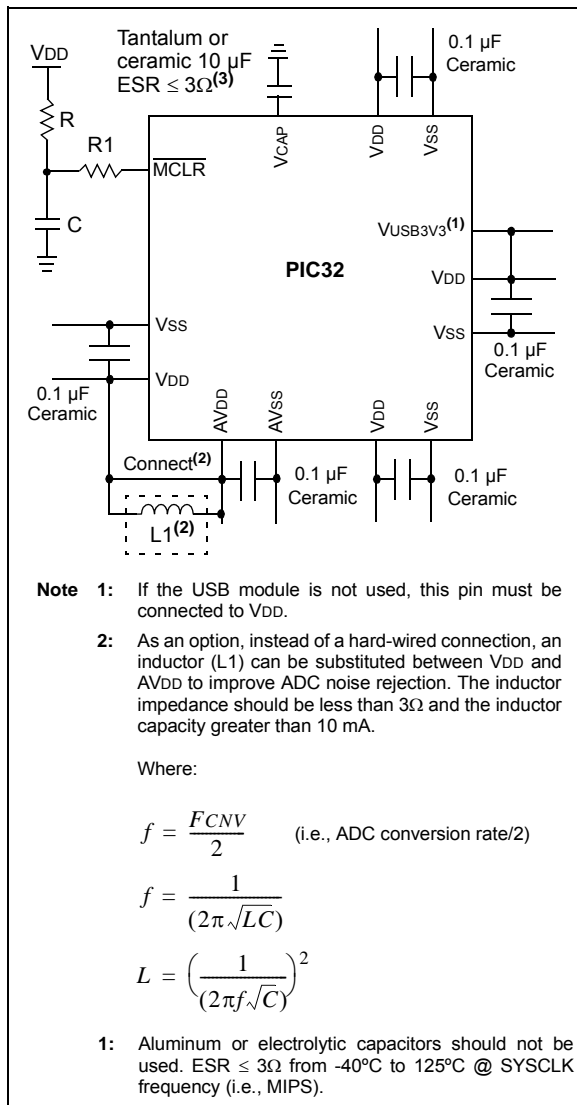 Tantalum or
ceramic 10 µF
ESR ≤ 3Ω(3)
0.1 µF
Ceramic
VDD
R
R1
C
MCLR
VCAP
VDD
VSS
VUSB3V3(1)
VDD
VSS
PIC32
VSS
VDD
0.1 µF
Ceramic
0.1 µF
Ceramic
AVDD
AVSS
VDD
VSS
Connect(2)
L1(2)
0.1 µF
Ceramic
0.1 µF
Ceramic
Note 1: If the USB module is not used, this pin must be
connected to VDD.
2: As an option, instead of a hard-wired connection, an
inductor (L1) can be substituted between VDD and
AVDD to improve ADC noise rejection. The inductor
impedance should be less than 3Ω and the inductor
capacity greater than 10 mA.
Where:
f = FCNV / 2 (i.e., ADC conversion rate/2)
f = 1 / (2π√LC)
L = (1 / (2πf√C))²
1: Aluminum or electrolytic capacitors should not be
used. ESR ≤ 3Ω from -40ºC to 125ºC @ SYSCLK
frequency (i.e., MIPS).